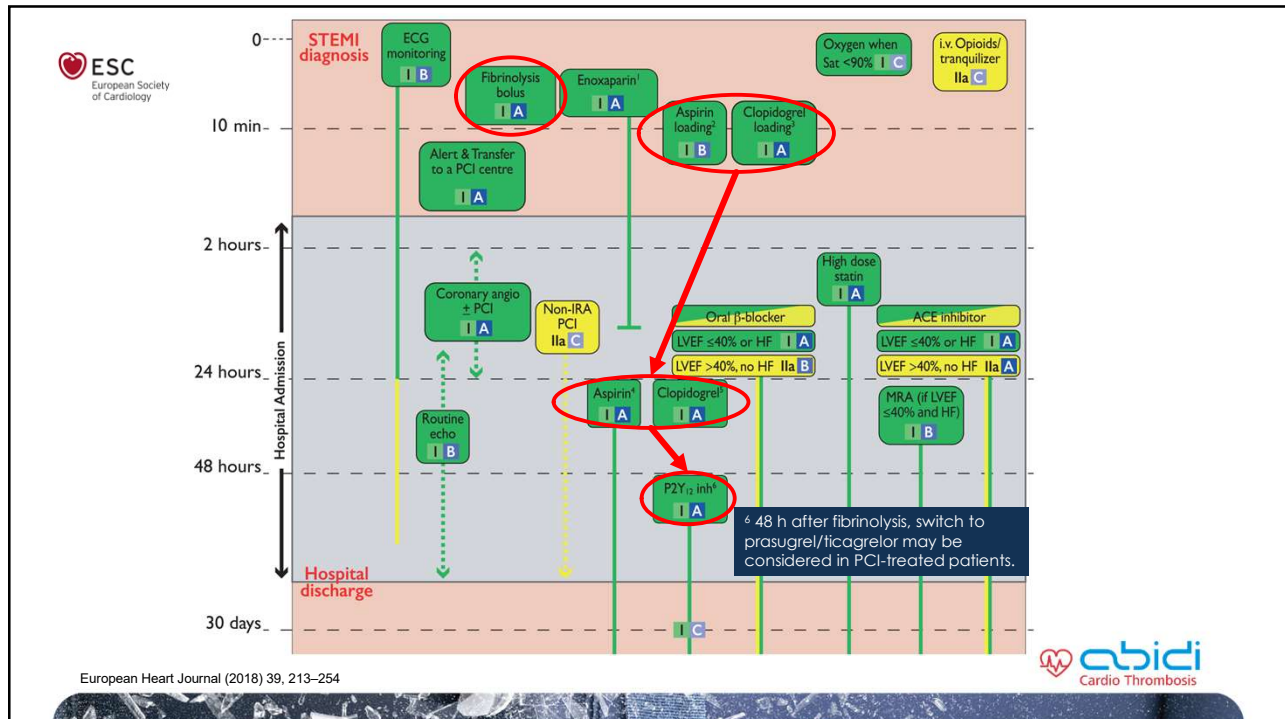 ESC
European Society
of Cardiology
0
STEMI
diagnosis
ECG
monitoring
I B
Fibrinolysis
bolus
I A
Enoxaparin¹
I A
Aspirin
loading²
I B
Clopidogrel
loading³
I A
Oxygen when
Sat <90% I C
i.v. Opioids/
tranquilizer
IIa C
10 min
Alert & Transfer
to a PCI centre
I A
Hospital Admission
2 hours
Coronary angio
± PCI
I A
Non-IRA
PCI
IIa C
High dose
statin
I A
Oral β-blocker
LVEF ≤40% or HF I A
LVEF >40%, no HF IIa B
ACE inhibitor
LVEF ≤40% or HF I A
LVEF >40%, no HF IIa A
24 hours
Aspirin⁴
I A
Clopidogrel⁵
I A
MRA (if LVEF
≤40% and HF)
I B
Routine
echo
I B
48 hours
P2Y₁₂ inh⁶
I A
⁶ 48 h after fibrinolysis, switch to
prasugrel/ticagrelor may be
considered in PCI-treated patients.
Hospital
discharge
30 days
I C
European Heart Journal (2018) 39, 213–254
abidi
Cardio Thrombosis